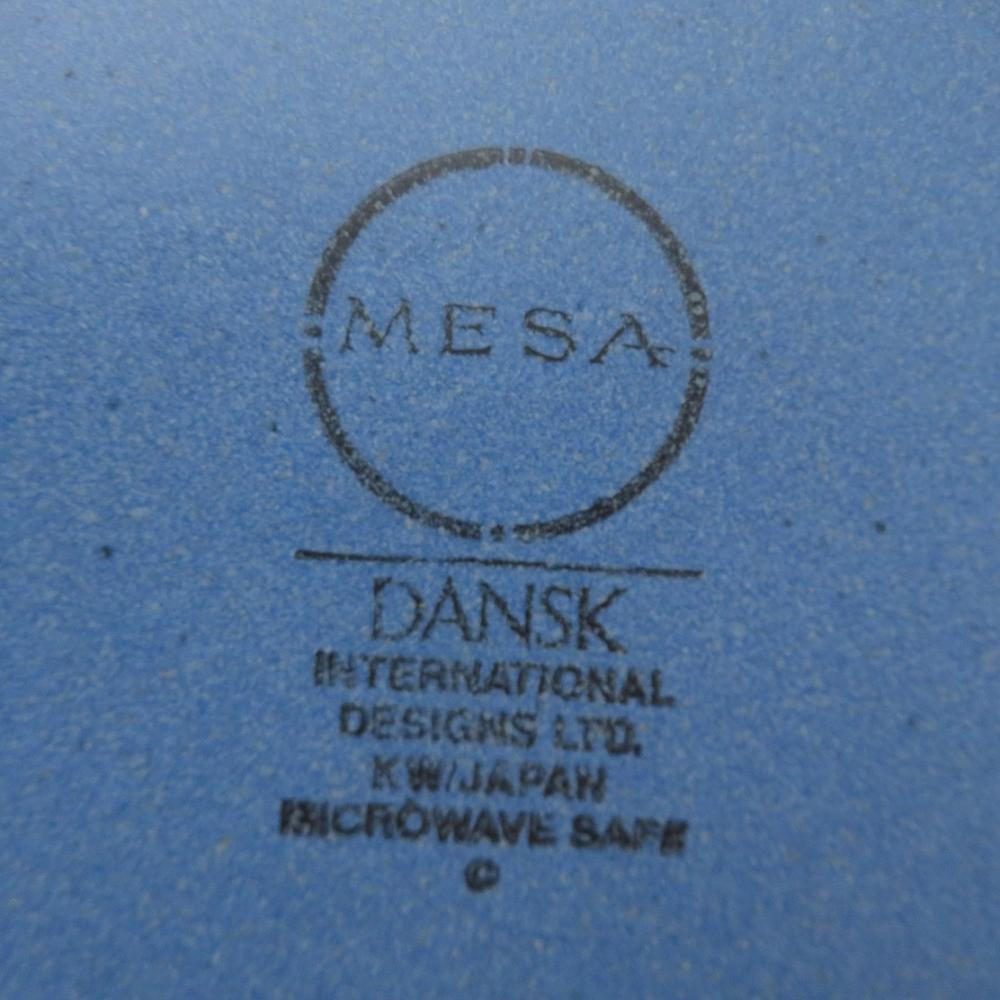 MESA
DANSK
INTERNATIONAL
DESIGNS LTD.
KW/JAPAN
MICROWAVE SAFE
©